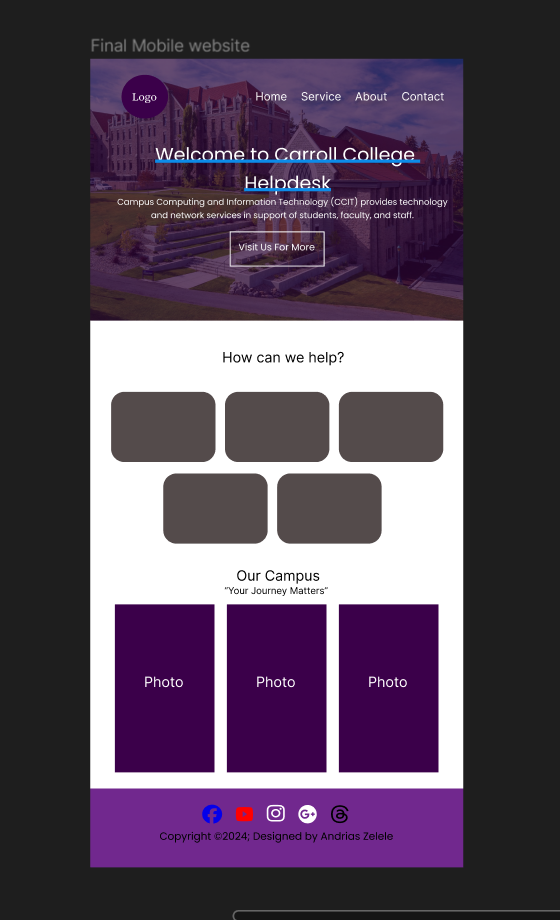 Final Mobile website
Logo
Home Service About Contact
Welcome to Carroll College
Helpdesk
Campus Computing and Information Technology (CCIT) provides technology
and network services in support of students, faculty, and staff.
Visit Us For More
How can we help?
Our Campus
"Your Journey Matters"
Photo Photo Photo
G+
Copyright ©2024; Designed by Andrias Zelele